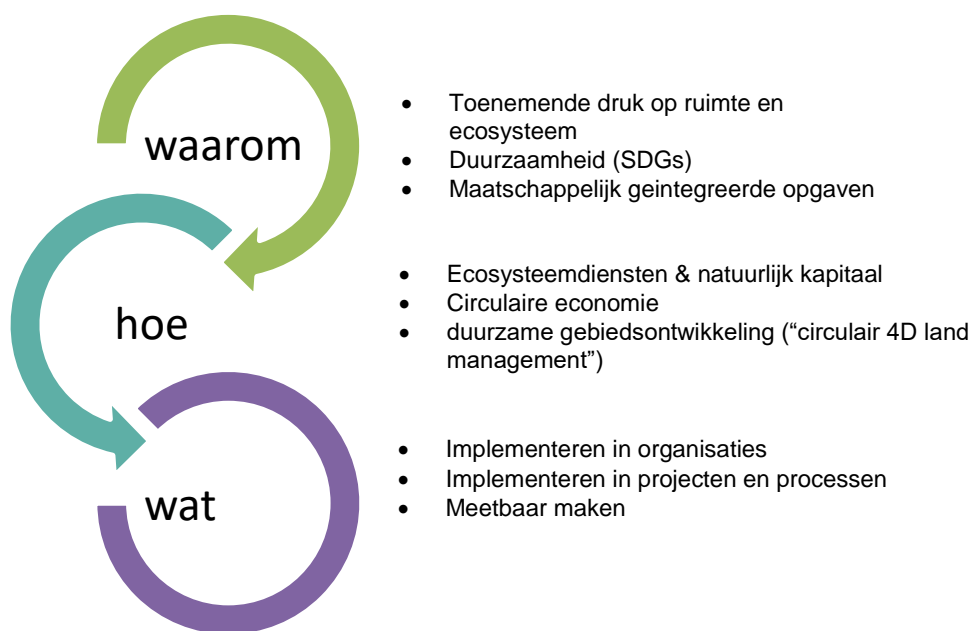 waarom
• Toenemende druk op ruimte en
ecosysteem
• Duurzaamheid (SDGs)
• Maatschappelijk geintegreerde opgaven
hoe
• Ecosysteemdiensten & natuurlijk kapitaal
• Circulaire economie
• duurzame gebiedsontwikkeling (“circulair 4D land
management”)
wat
• Implementeren in organisaties
• Implementeren in projecten en processen
• Meetbaar maken